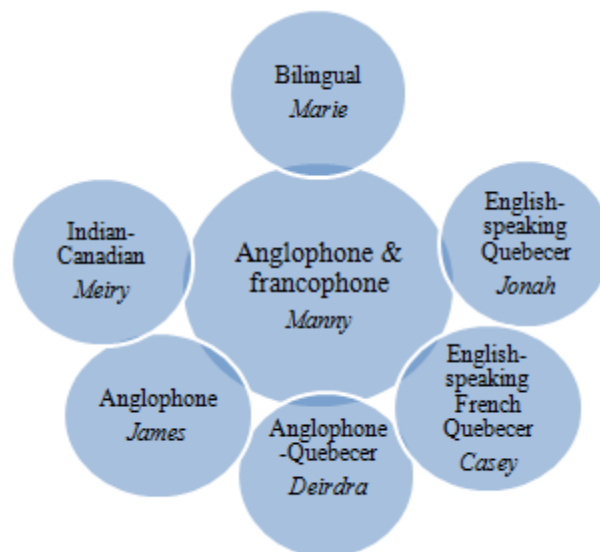 Bilingual
Marie
Indian-
Canadian
Meiry
Anglophone &
francophone
Manny
English-
speaking
Quebecer
Jonah
Anglophone
James
Anglophone
-Quebecer
Deirdra
English-
speaking
French
Quebecer
Casey